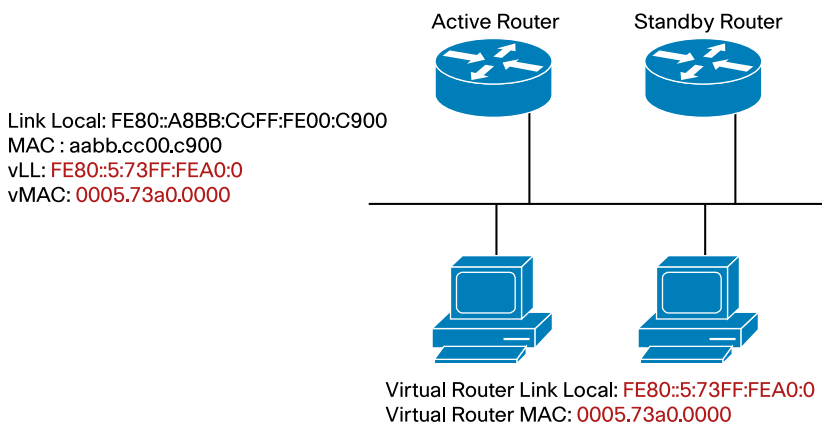 Active Router
Standby Router
Link Local: FE80::A8BB:CCFF:FE00:C900
MAC : aabb.cc00.c900
vLL: FE80::5:73FF:FEA0:0
vMAC: 0005.73a0.0000
Virtual Router Link Local: FE80::5:73FF:FEA0:0
Virtual Router MAC: 0005.73a0.0000